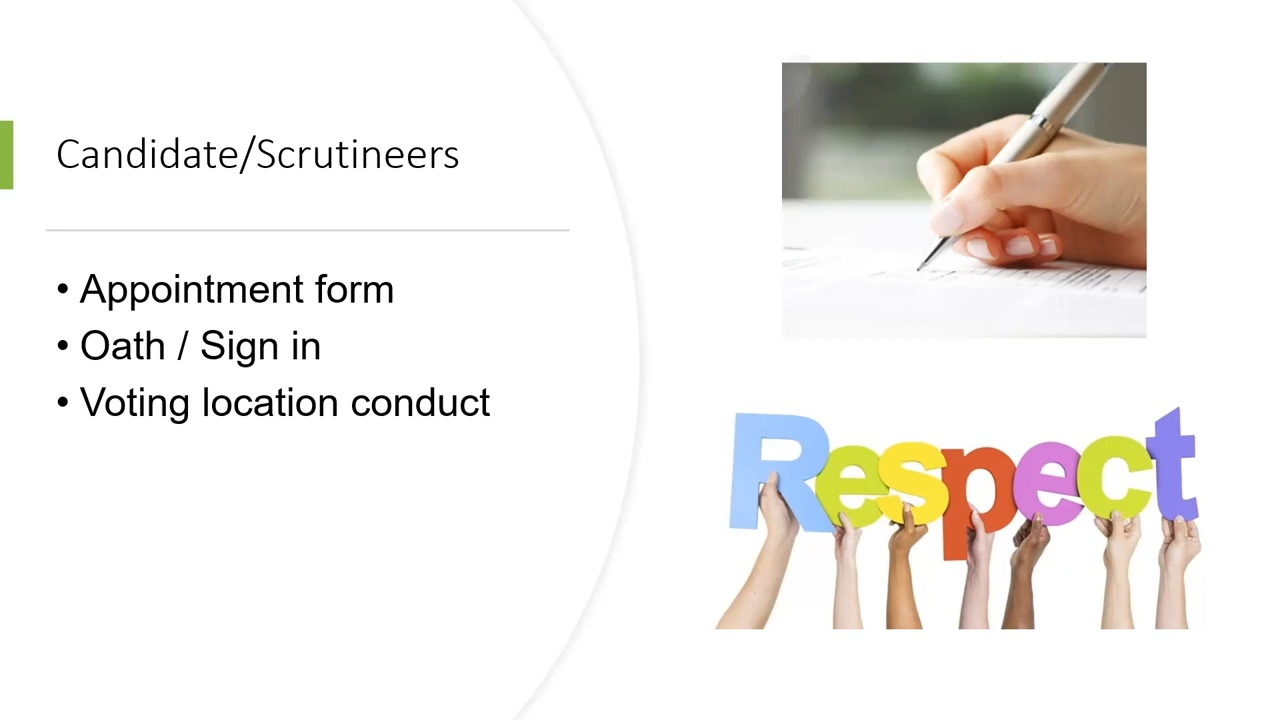 Candidate/Scrutineers
• Appointment form
• Oath / Sign in
• Voting location conduct
Respect